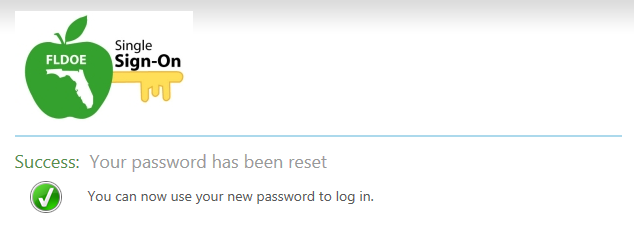 FLDOE
Single
Sign-On
Success: Your password has been reset
You can now use your new password to log in.